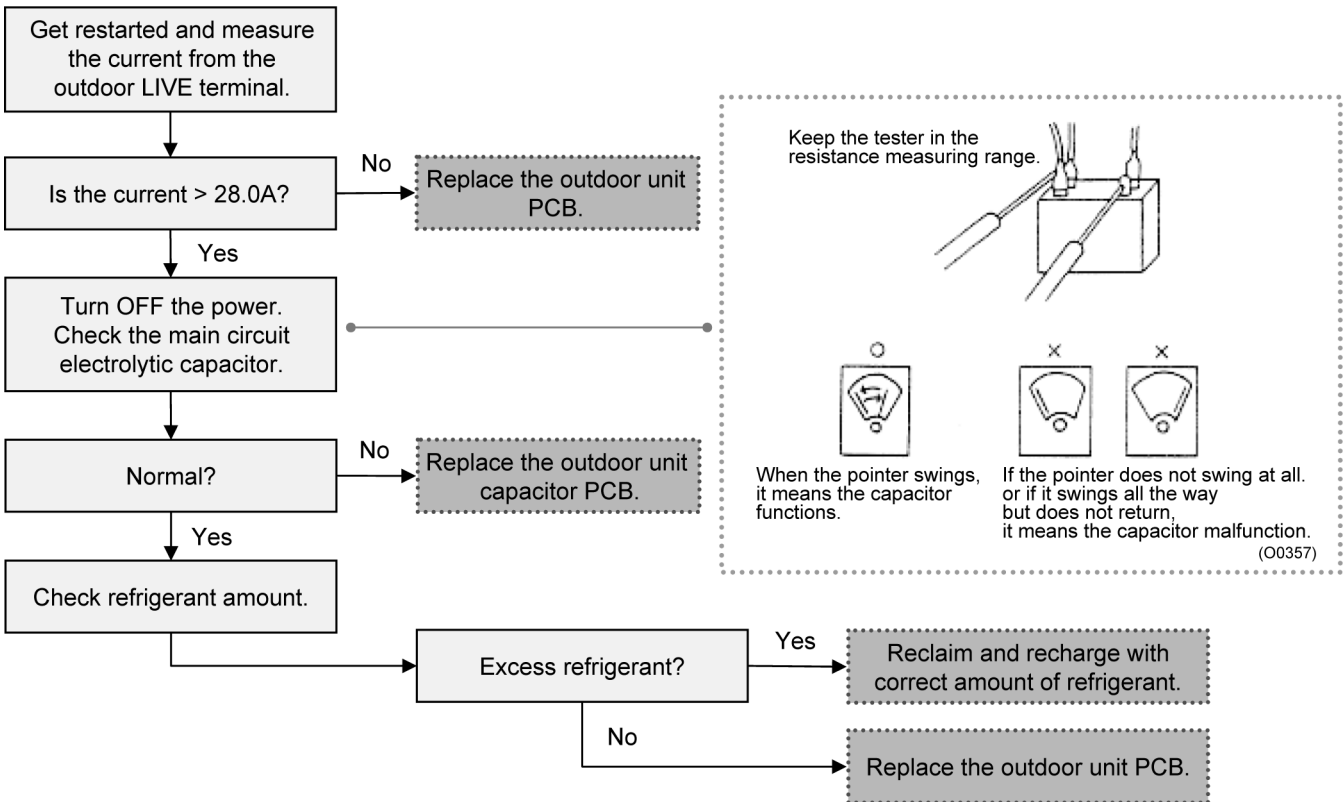 Get restarted and measure
the current from the
outdoor LIVE terminal.
Is the current > 28.0A?
No
Replace the outdoor unit
PCB.
Yes
Turn OFF the power.
Check the main circuit
electrolytic capacitor.
Keep the tester in the
resistance measuring range.
When the pointer swings,
it means the capacitor
functions.
If the pointer does not swing at all.
or if it swings all the way
but does not return,
it means the capacitor malfunction.
(O0357)
Normal?
No
Replace the outdoor unit
capacitor PCB.
Yes
Check refrigerant amount.
Excess refrigerant?
Yes
Reclaim and recharge with
correct amount of refrigerant.
No
Replace the outdoor unit PCB.